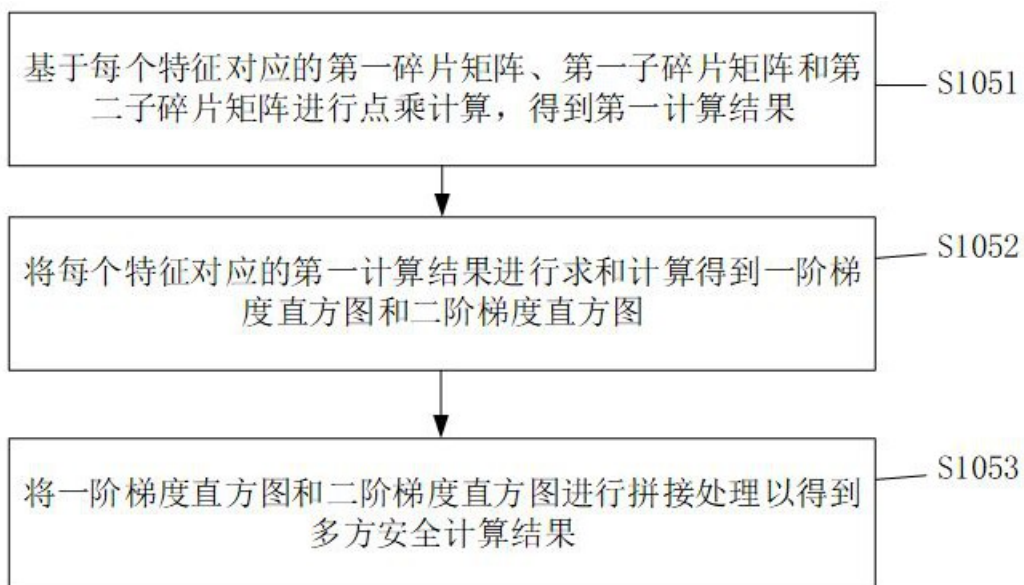 基于每个特征对应的第一碎片矩阵、第一子碎片矩阵和第
二子碎片矩阵进行点乘计算，得到第一计算结果
S1051
将每个特征对应的第一计算结果进行求和计算得到一阶梯
度直方图和二阶梯度直方图
S1052
将一阶梯度直方图和二阶梯度直方图进行拼接处理以得到
多方安全计算结果
S1053